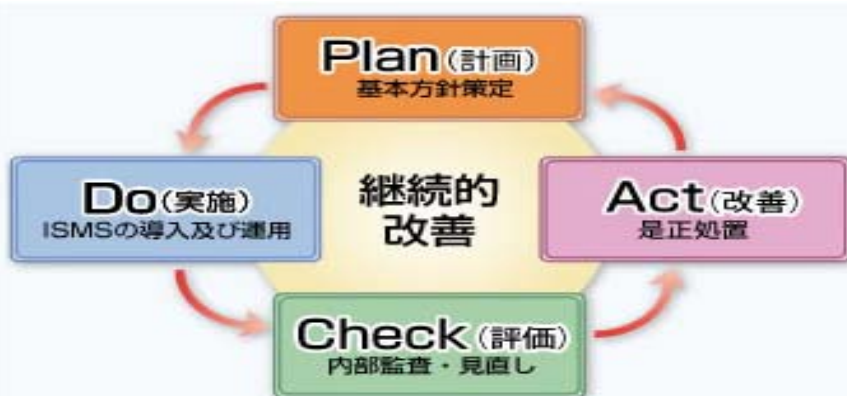 Plan(計画)
基本方針策定
Do(実施)
ISMSの導入及び運用
継続的
改善
Act(改善)
是正処置
Check(評価)
内部監査・見直し